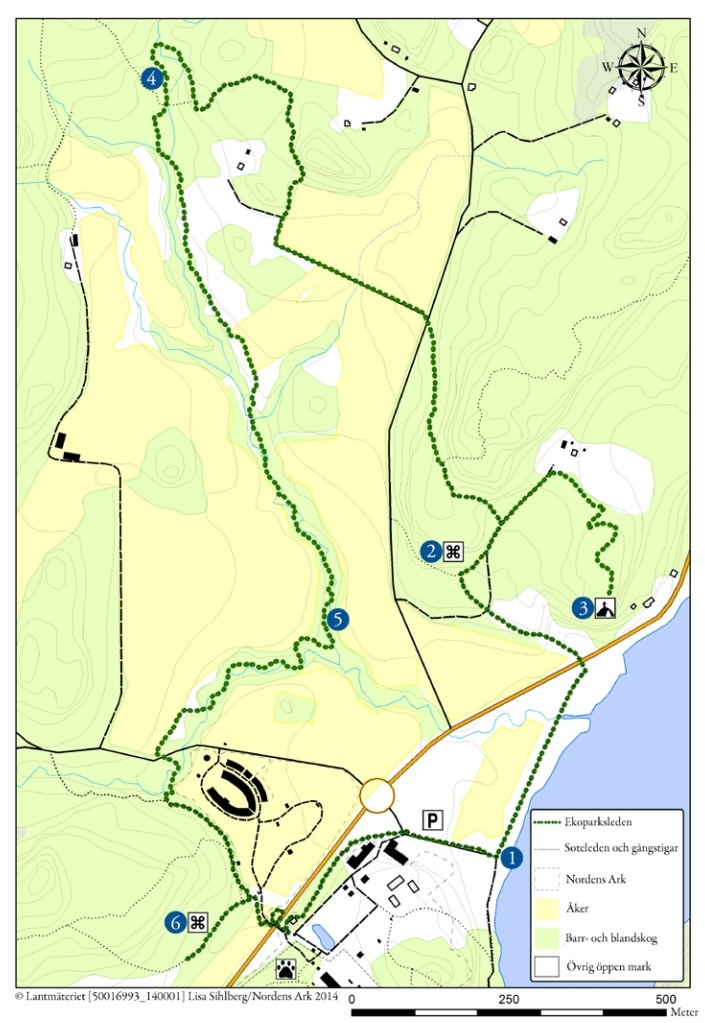 N
W E
S
4
2 ⌘
3
5
P
1
6 ⌘
Ekoparksleden
Soteleden och gångstigar
Nordens Ark
Åker
Barr- och blandskog
Övrig öppen mark
© Lantmäteriet [50016993_140001] Lisa Sihlberg/Nordens Ark 2014
0 250 500
Meter